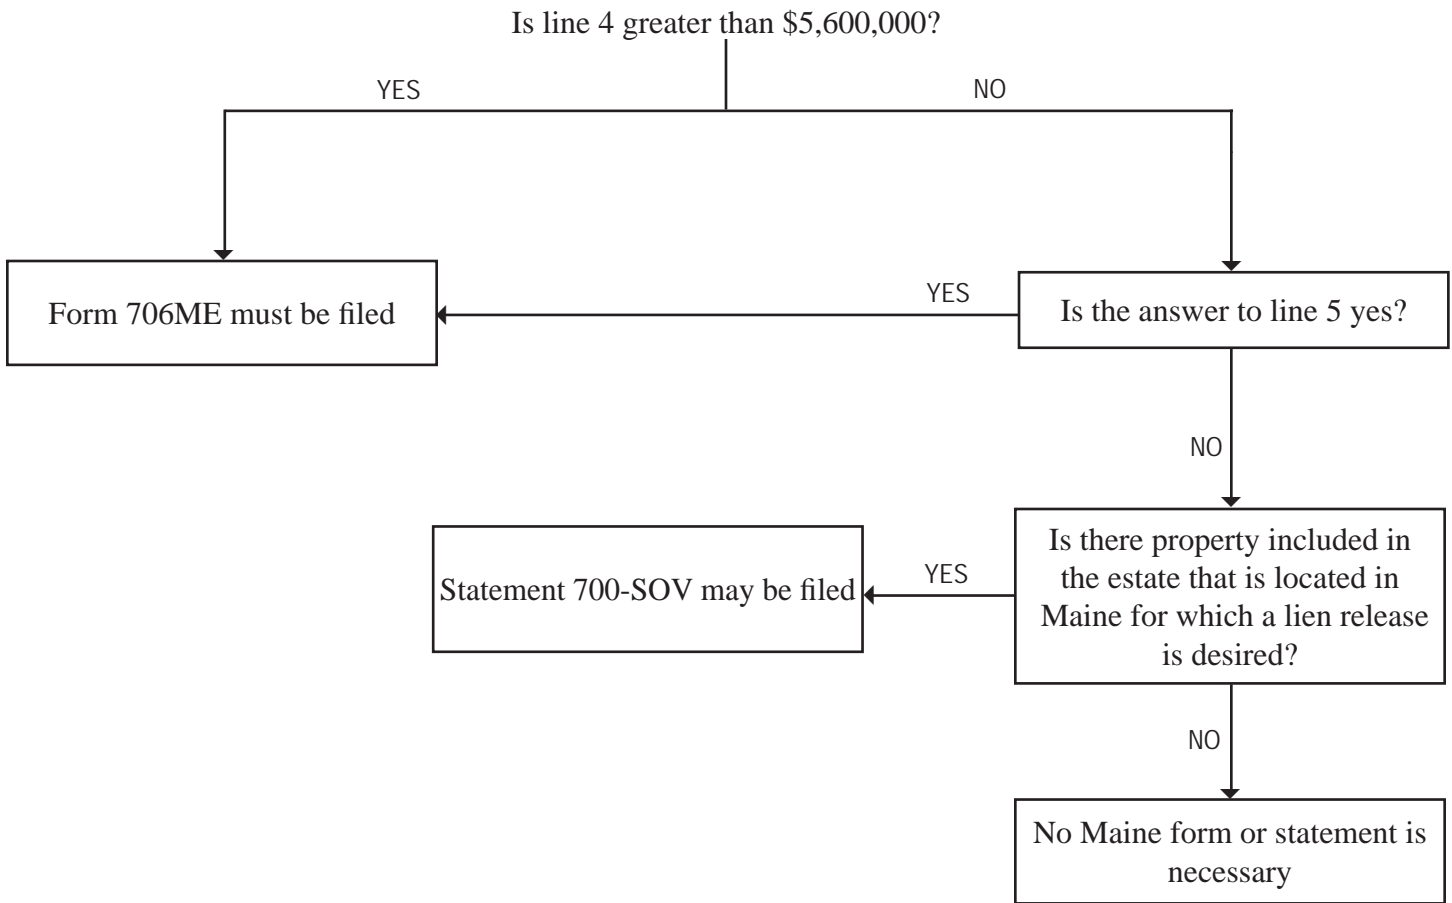 Is line 4 greater than $5,600,000?
YES
NO
Form 706ME must be filed
YES
Is the answer to line 5 yes?
NO
Statement 700-SOV may be filed
YES
Is there property included in
the estate that is located in
Maine for which a lien release
is desired?
NO
No Maine form or statement is
necessary